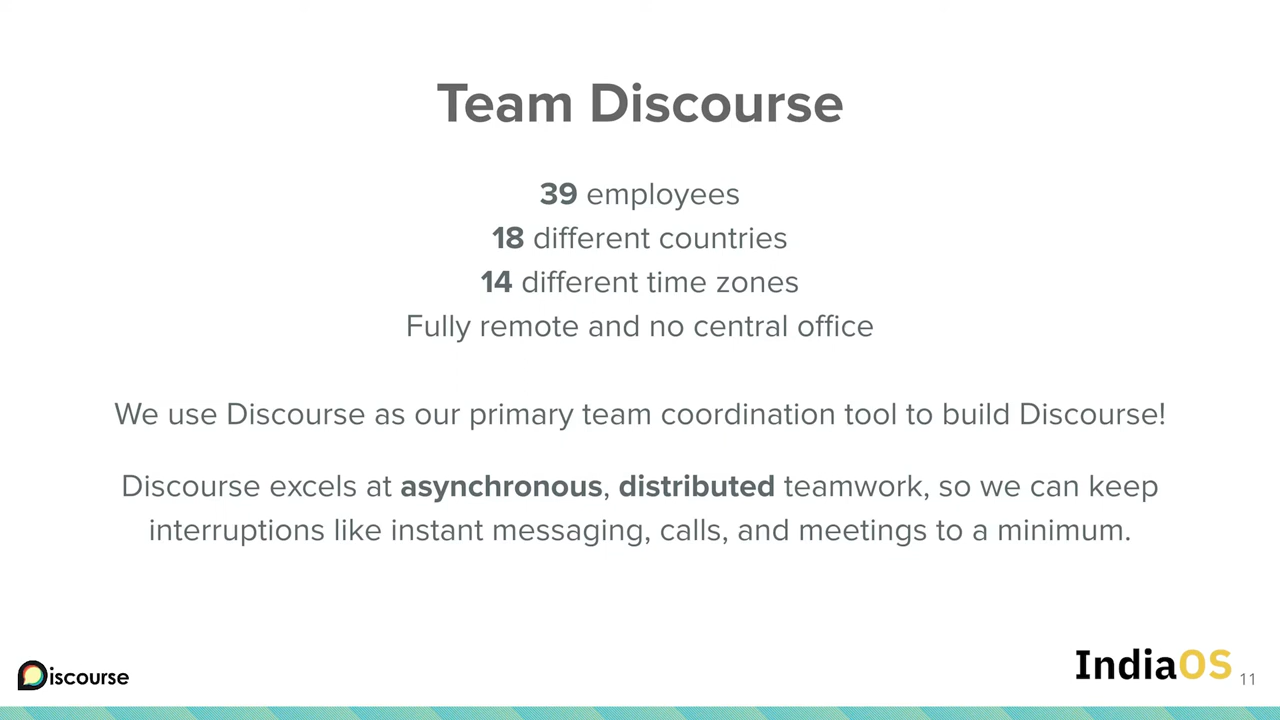 Team Discourse
39 employees
18 different countries
14 different time zones
Fully remote and no central office
We use Discourse as our primary team coordination tool to build Discourse!
Discourse excels at asynchronous, distributed teamwork, so we can keep
interruptions like instant messaging, calls, and meetings to a minimum.
Discourse
IndiaOS
11